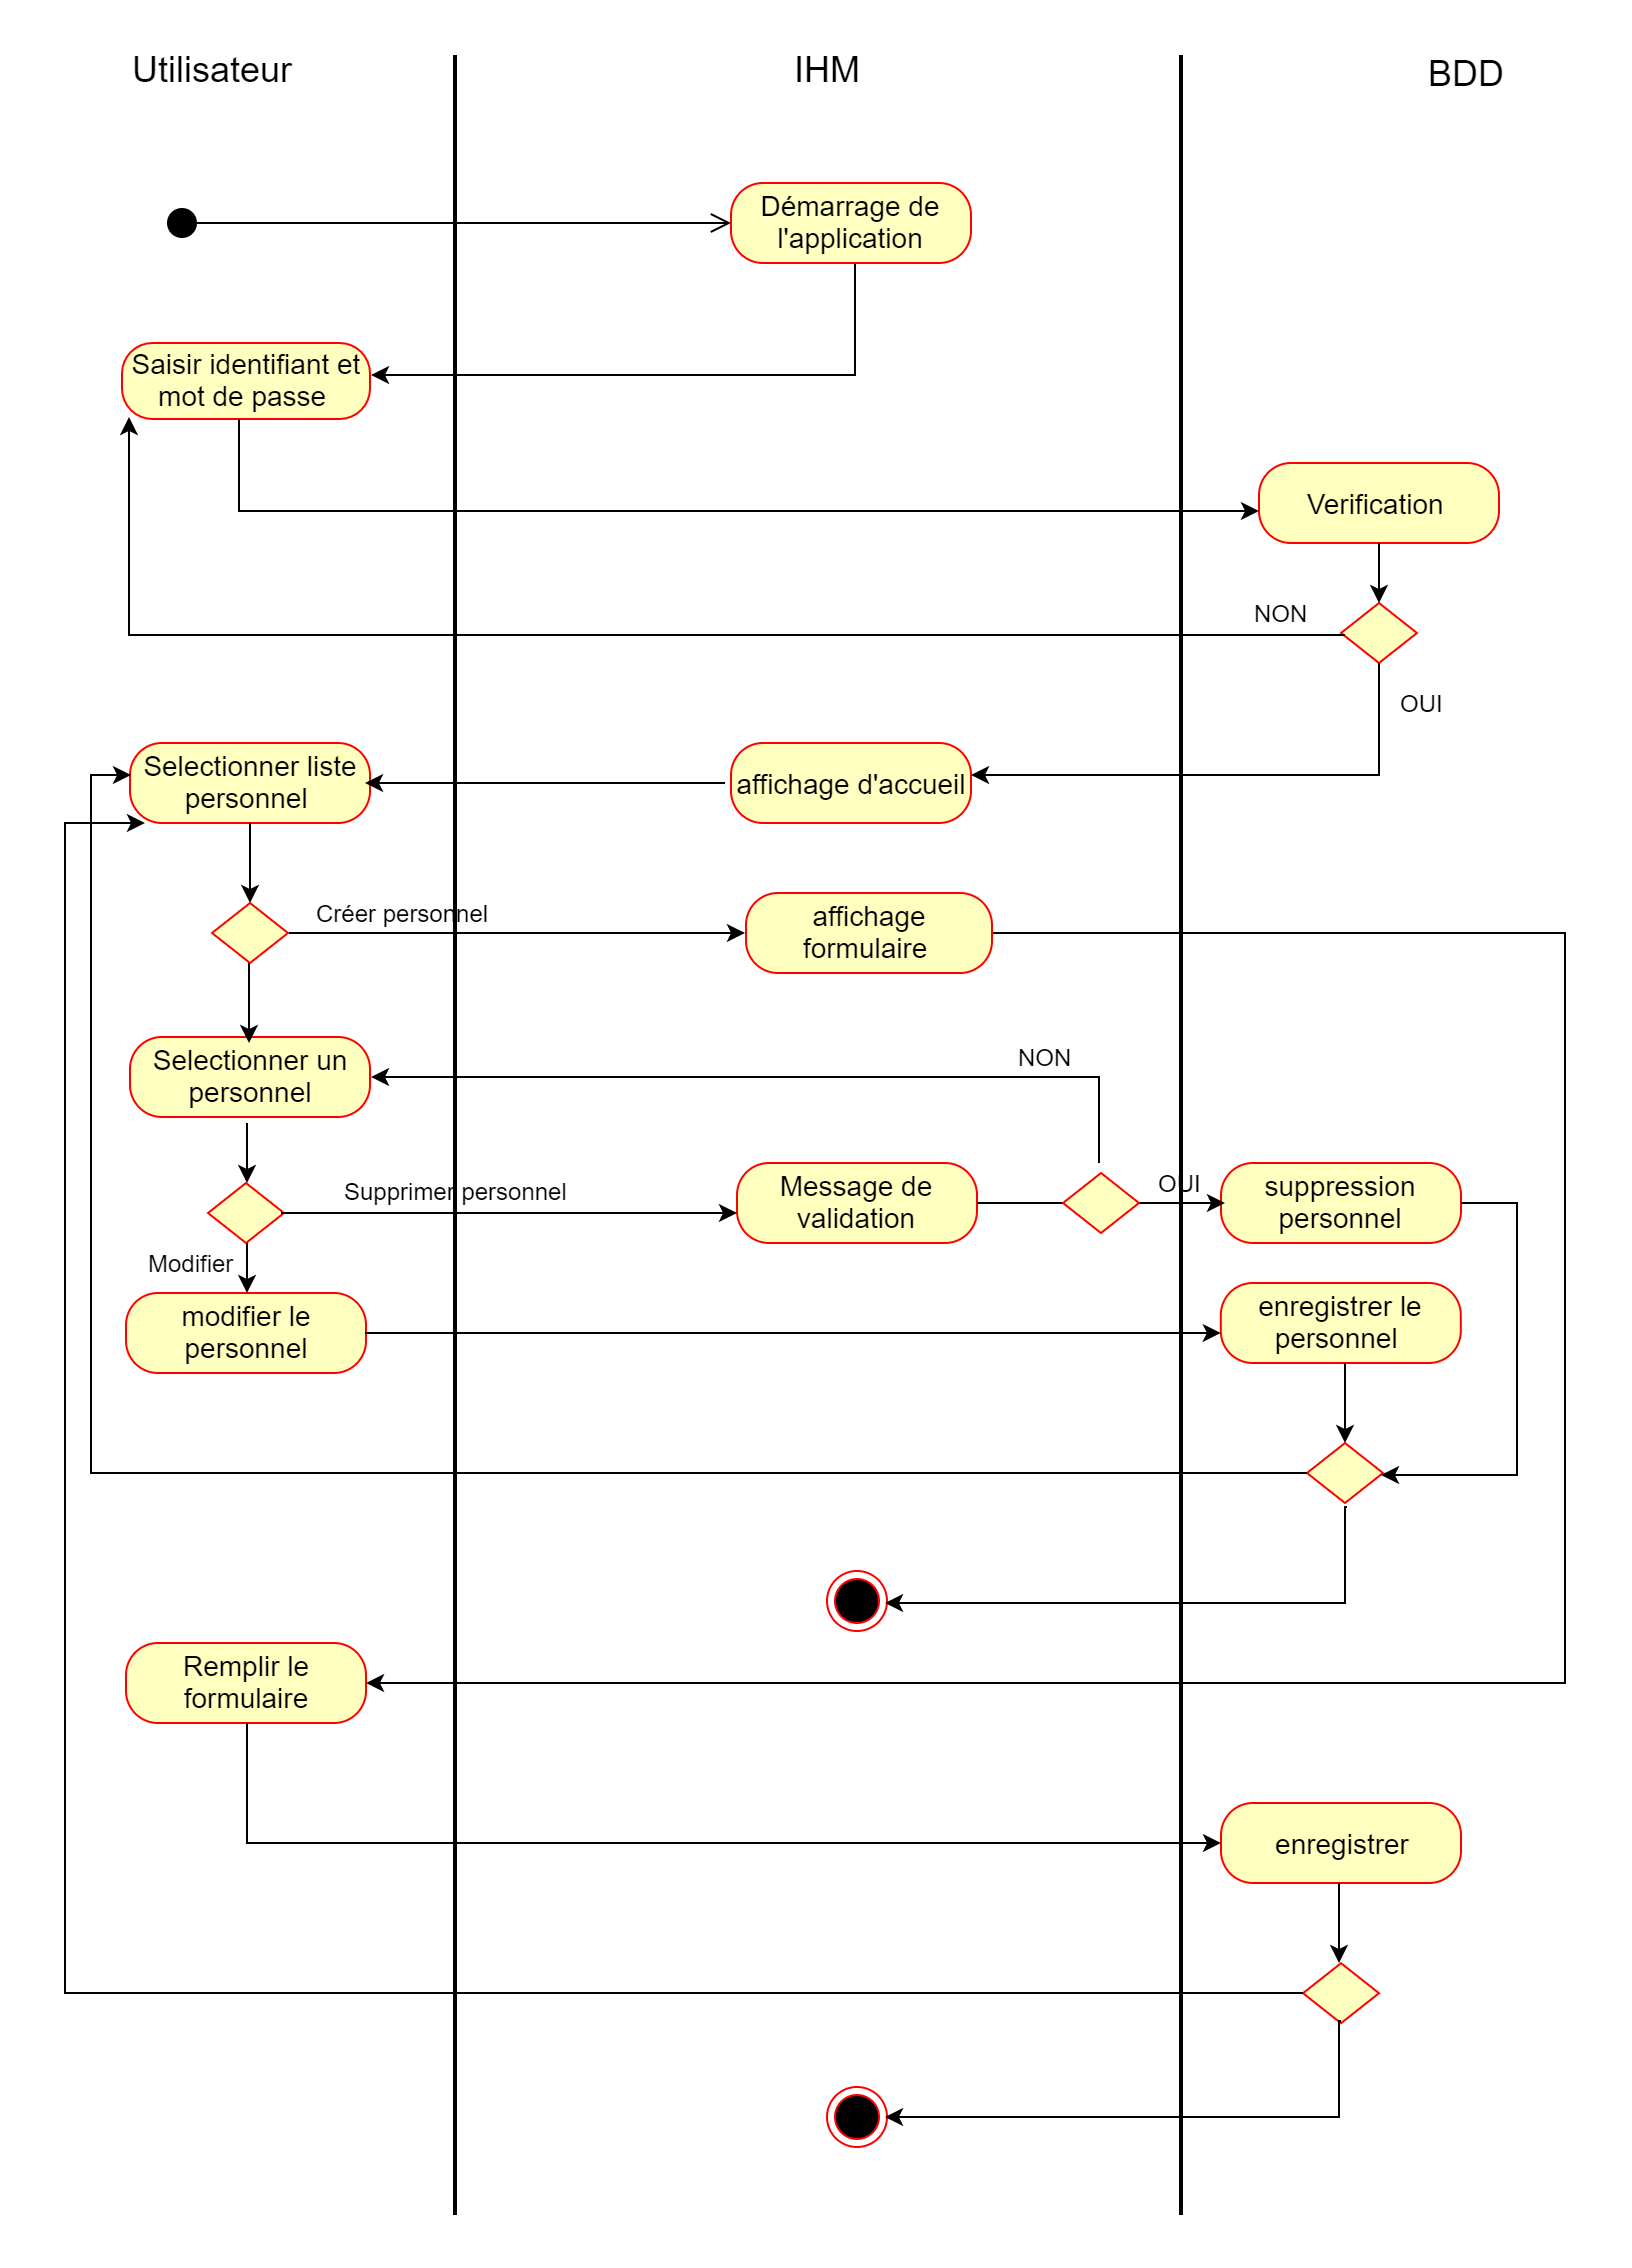 Utilisateur
IHM
BDD
Démarrage de
l'application
Saisir identifiant et
mot de passe
Verification
NON
OUI
Selectionner liste
personnel
affichage d'accueil
Créer personnel
affichage
formulaire
Selectionner un
personnel
NON
Supprimer personnel
Message de
validation
OUI
suppression
personnel
Modifier
modifier le
personnel
enregistrer le
personnel
Remplir le
formulaire
enregistrer